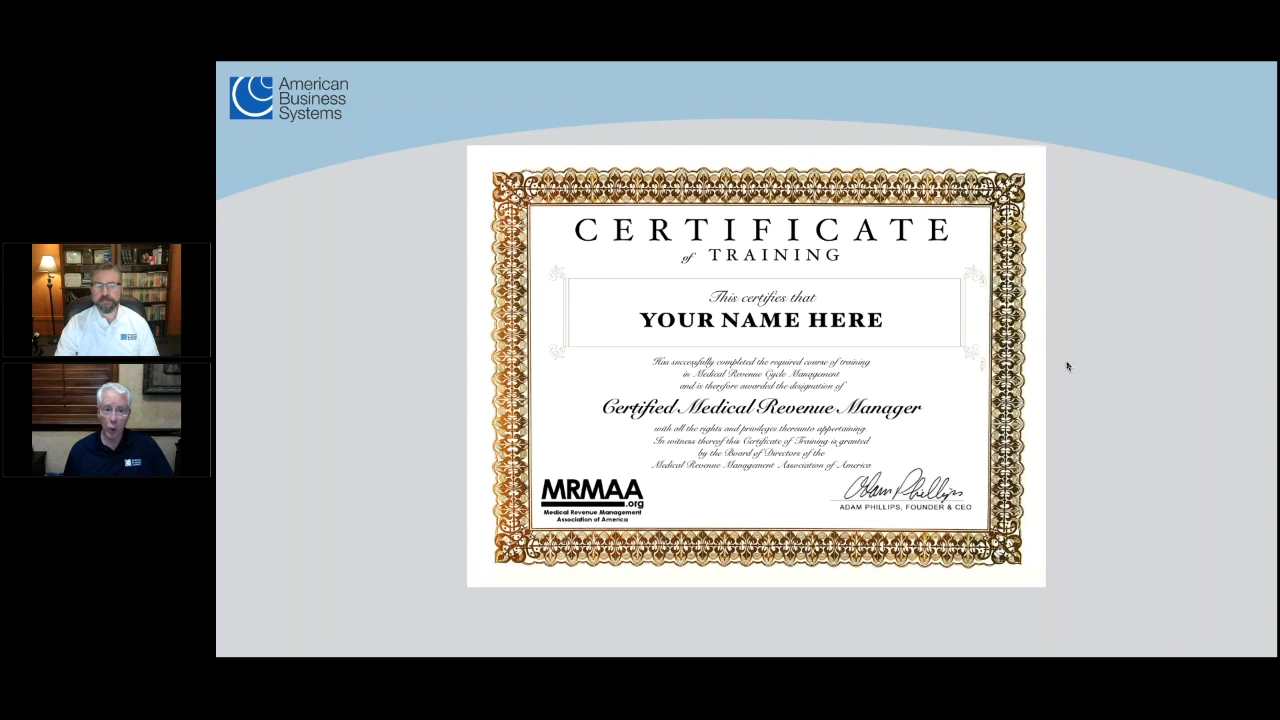 American
Business
Systems
CERTIFICATE
of TRAINING
This certifies that
YOUR NAME HERE
Has successfully completed the required course of training
in Medical Revenue Cycle Management
and is therefore awarded the designation of
Certified Medical Revenue Manager
with all the rights and privileges thereunto appertaining.
In witness thereof this Certificate of Training is granted
by the Board of Directors of the
Medical Revenue Management Association of America
MRMAA
.org
Medical Revenue Management
Association of America
Adam Phillips
ADAM PHILLIPS, FOUNDER & CEO